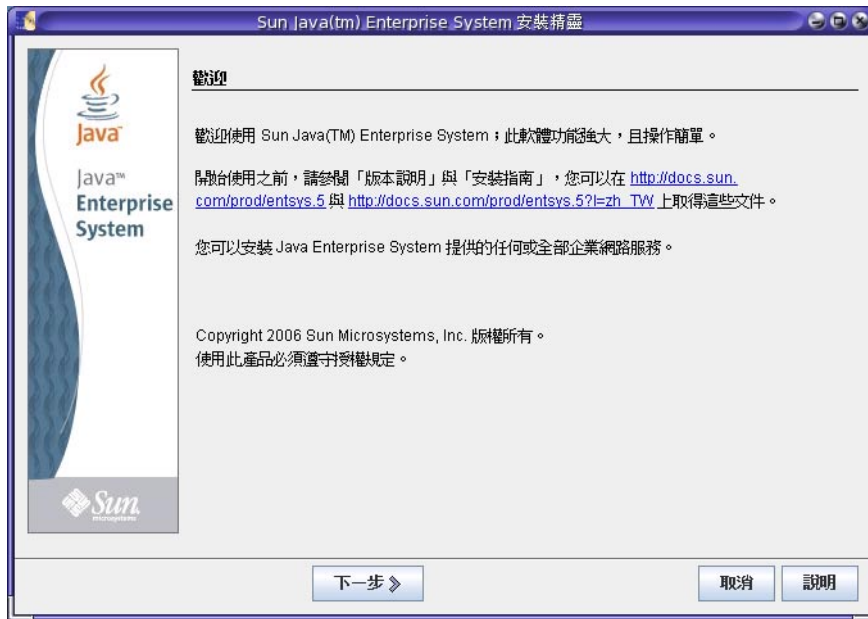 Sun Java(tm) Enterprise System 安裝精靈
Java
Java™
Enterprise
System
Sun
microsystems
歡迎
歡迎使用 Sun Java(TM) Enterprise System；此軟體功能強大，且操作簡單。
開始使用之前，請參閱「版本說明」與「安裝指南」，您可以在 http://docs.sun.
com/prod/entsys.5 與 http://docs.sun.com/prod/entsys.5?l=zh_TW 上取得這些文件。
您可以安裝 Java Enterprise System 提供的任何或全部企業網路服務。
Copyright 2006 Sun Microsystems, Inc. 版權所有。
使用此產品必須遵守授權規定。
下一步
取消
說明